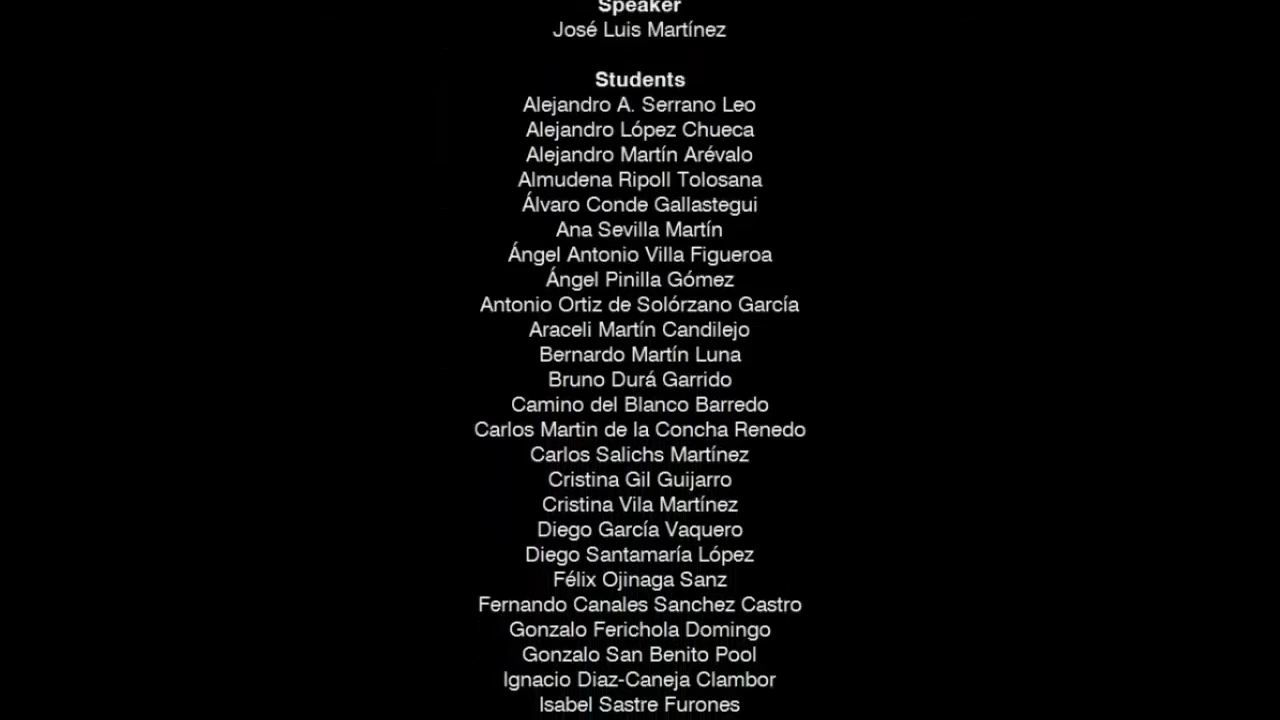 Speaker
José Luis Martínez
Students
Alejandro A. Serrano Leo
Alejandro López Chueca
Alejandro Martín Arévalo
Almudena Ripoll Tolosana
Álvaro Conde Gallastegui
Ana Sevilla Martín
Ángel Antonio Villa Figueroa
Ángel Pinilla Gómez
Antonio Ortiz de Solórzano García
Araceli Martín Candilejo
Bernardo Martín Luna
Bruno Durá Garrido
Camino del Blanco Barredo
Carlos Martin de la Concha Renedo
Carlos Salichs Martínez
Cristina Gil Guijarro
Cristina Vila Martínez
Diego García Vaquero
Diego Santamaría López
Félix Ojinaga Sanz
Fernando Canales Sanchez Castro
Gonzalo Ferichola Domingo
Gonzalo San Benito Pool
Ignacio Diaz-Caneja Clambor
Isabel Sastre Furones